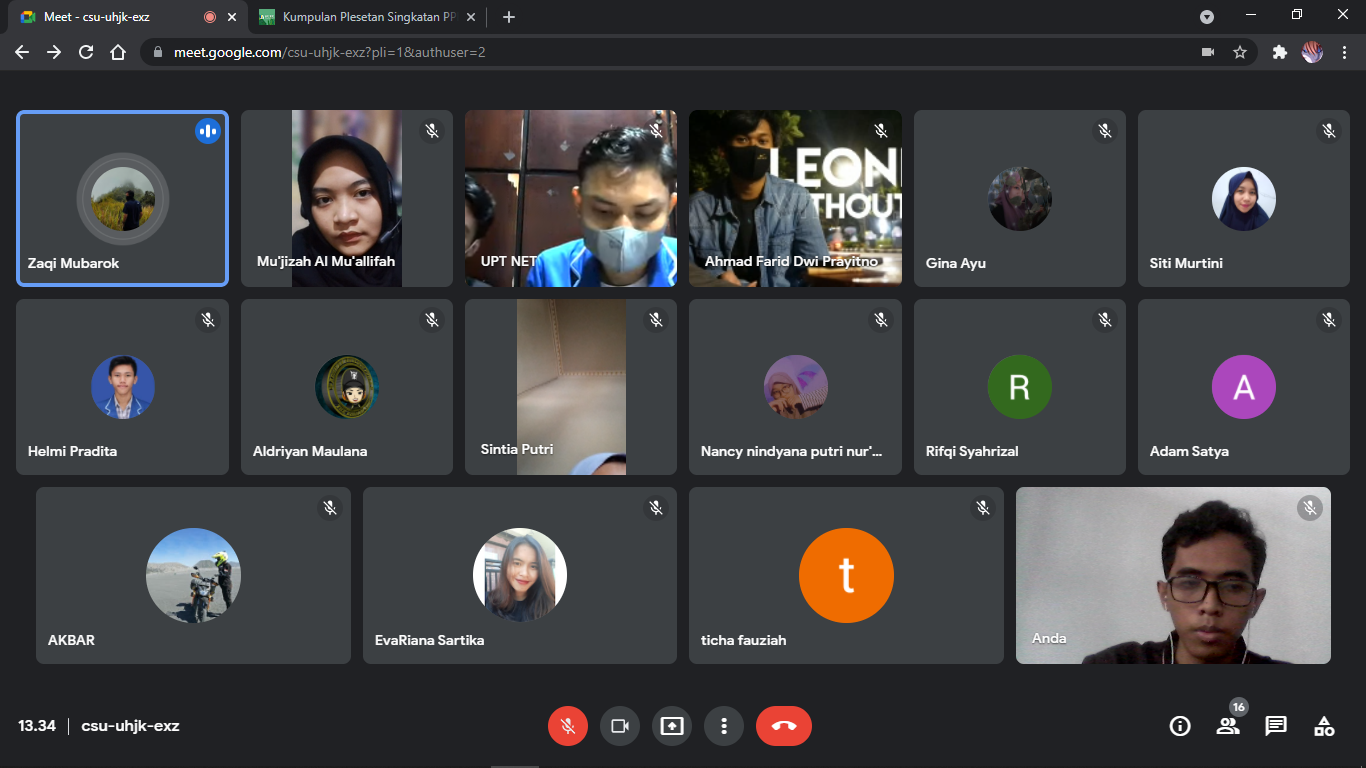 Meet - csu-uhjk-exz
Kumpulan Plesetan Singkatan PP
meet.google.com/csu-uhjk-exz?pli=1&authuser=2
Zaqi Mubarok
Mu'jizah Al Mu'allifah
UPT NET
LEON
THOUT
Ahmad Farid Dwi Prayitno
Gina Ayu
Siti Murtini
Helmi Pradita
Aldriyan Maulana
Sintia Putri
Nancy nindyana putri nur'...
R
Rifqi Syahrizal
A
Adam Satya
AKBAR
EvaRiana Sartika
t
ticha fauziah
Anda
13.34 | csu-uhjk-exz
16